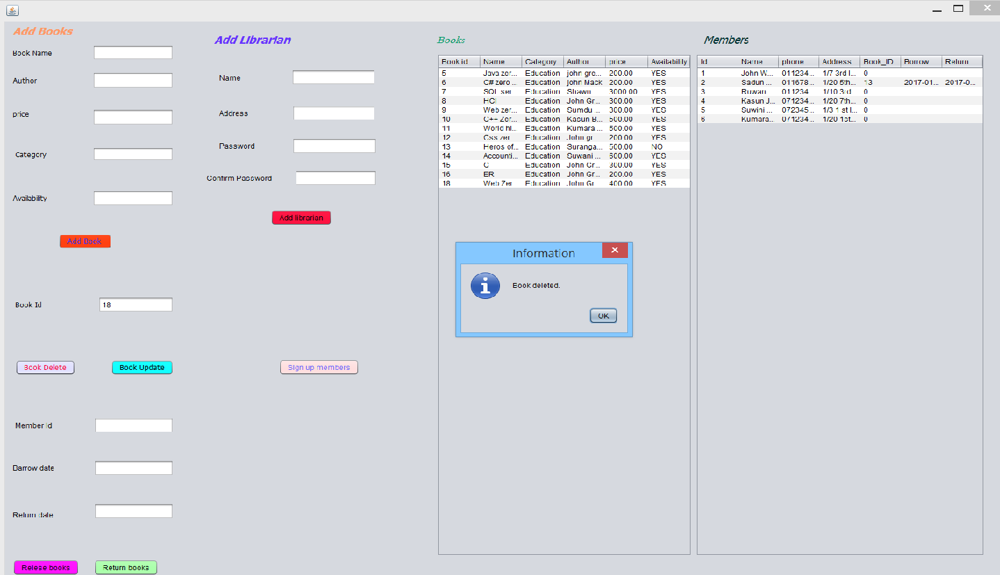 Add Books
Book Name
Author
price
Category
Availability
Add Book
Book Id 18
Book Delete Book Update
Member Id
Barrow date
Return date
Relese books Return books
Add Librarian
Name
Address
Password
Confirm Password
Add librarian
Sign up members
Books
Book id Name Category Author price Availability
5 Java zer... Education john gre... 200.00 YES
6 C# zero ... Education john Mack 200.00 YES
7 SQL ser... Education Shawn ... 3000.00 YES
8 HCI Education John Gr... 300.00 YES
9 Web zer... Education Sumdu ... 300.00 YES
10 C++ Zer... Education Kasun B... 500.00 YES
11 World hi... Education Kumara ... 500.00 YES
12 Css zer... Education John gr... 200.00 YES
13 Heros of... Education Suranga... 500.00 NO
14 Accounti... Education Suwani ... 600.00 YES
15 C Education John Gr... 300.00 YES
16 ER Education John Gr... 200.00 YES
18 Web Zer... Education John Gr... 400.00 YES
Information
Book deleted.
OK
Members
Id Name phone Address Book_ID Borrow Return
1 John W... 011234... 1/7 3rd l... 0
2 Sadun ... 011678... 1/20 5th... 13 2017-01... 2017-0...
3 Ruwan ... 011234... 1/10 3rd... 0
4 Kasun J... 071234... 1/20 7th... 0
5 Suwini ... 072345... 1/3 1 st l... 0
6 Kumara... 071234... 1/20 1st... 0